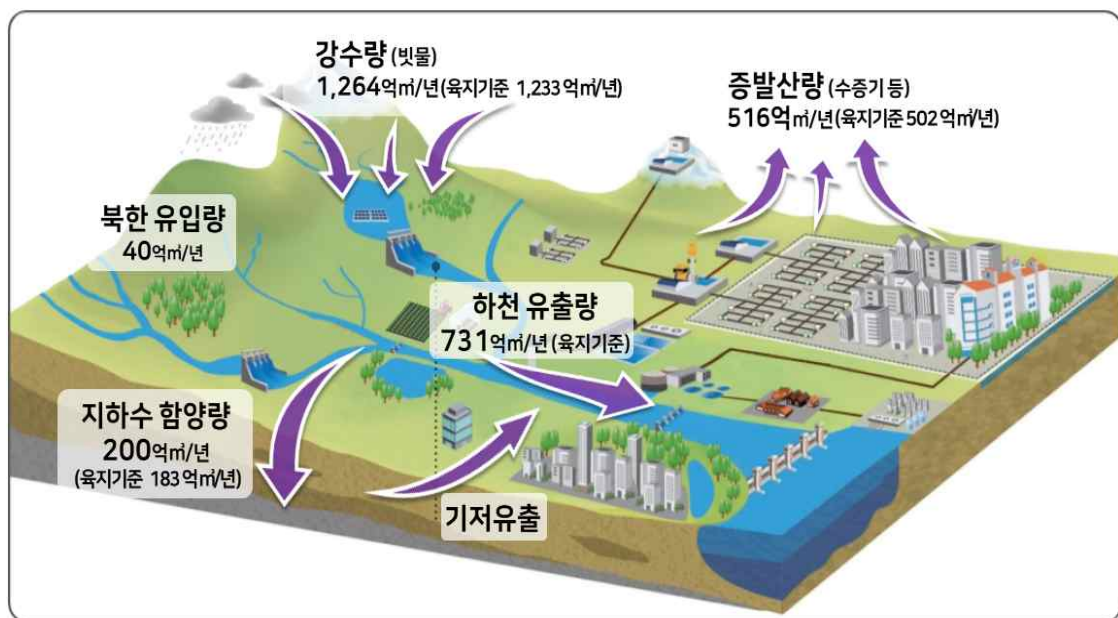 강수량 (빗물)
1,264억㎥/년(육지기준 1,233억㎥/년)
증발산량 (수증기 등)
516억㎥/년(육지기준 502억㎥/년)
북한 유입량
40억㎥/년
하천 유출량
731억㎥/년(육지기준)
지하수 함양량
200억㎥/년
(육지기준 183억㎥/년)
기저유출